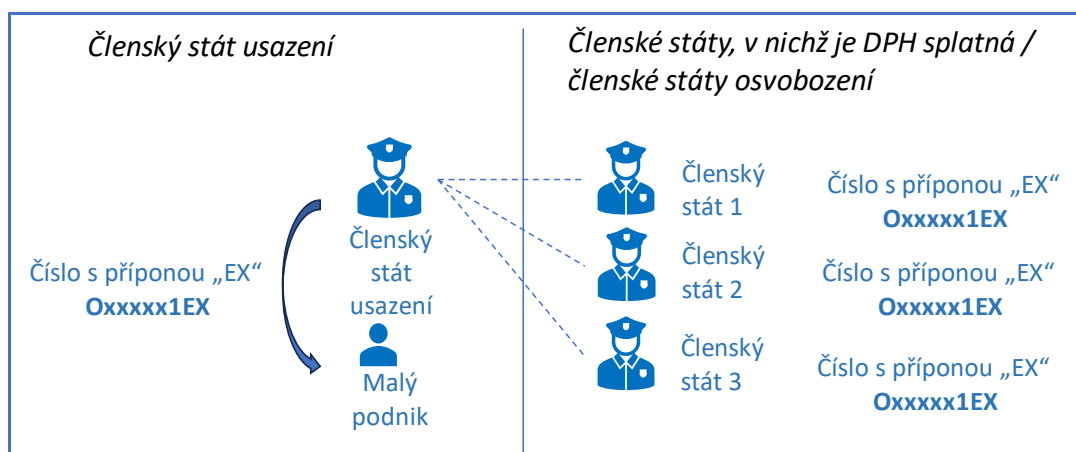 Členský stát usazení
Členské státy, v nichž je DPH splatná /
členské státy osvobození
Číslo s příponou „EX“
Oxxxxx1EX
Členský
stát
usazení
Malý
podnik
Členský
stát 1
Číslo s příponou „EX“
Oxxxxx1EX
Členský
stát 2
Číslo s příponou „EX“
Oxxxxx1EX
Členský
stát 3
Číslo s příponou „EX“
Oxxxxx1EX